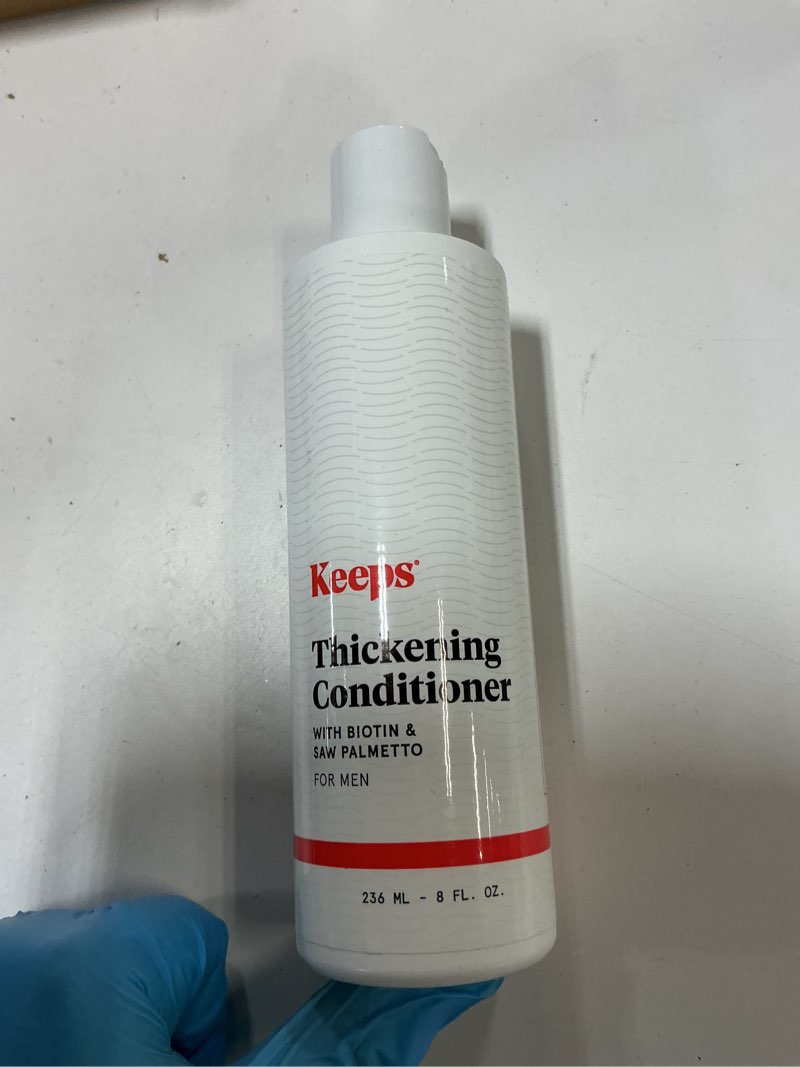 Keeps®
Thickening
Conditioner
WITH BIOTIN &
SAW PALMETTO
FOR MEN
236 ML - 8 FL. OZ.